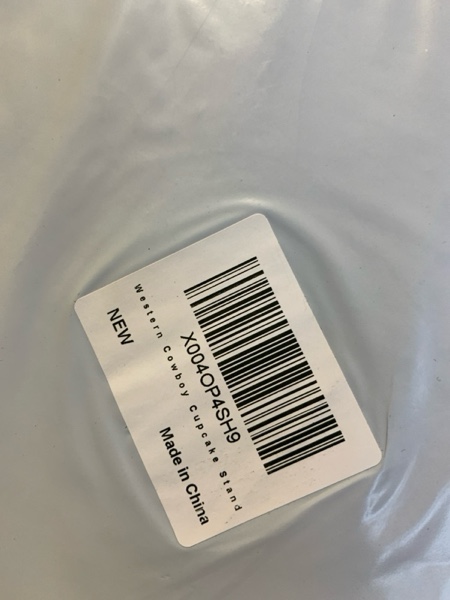 X004OP4SH9
Western Cowboy Cupcake Stand
NEW
Made in China